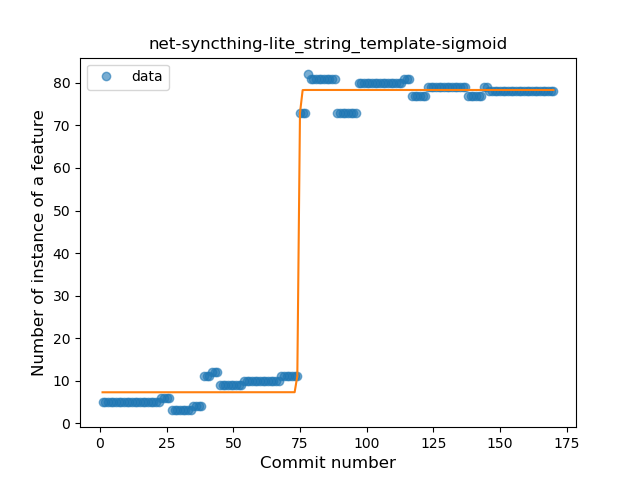 net-syncthing-lite_string_template-sigmoid
data
Number of instance of a feature
80
70
60
50
40
30
20
10
0
0 25 50 75 100 125 150 175
Commit number